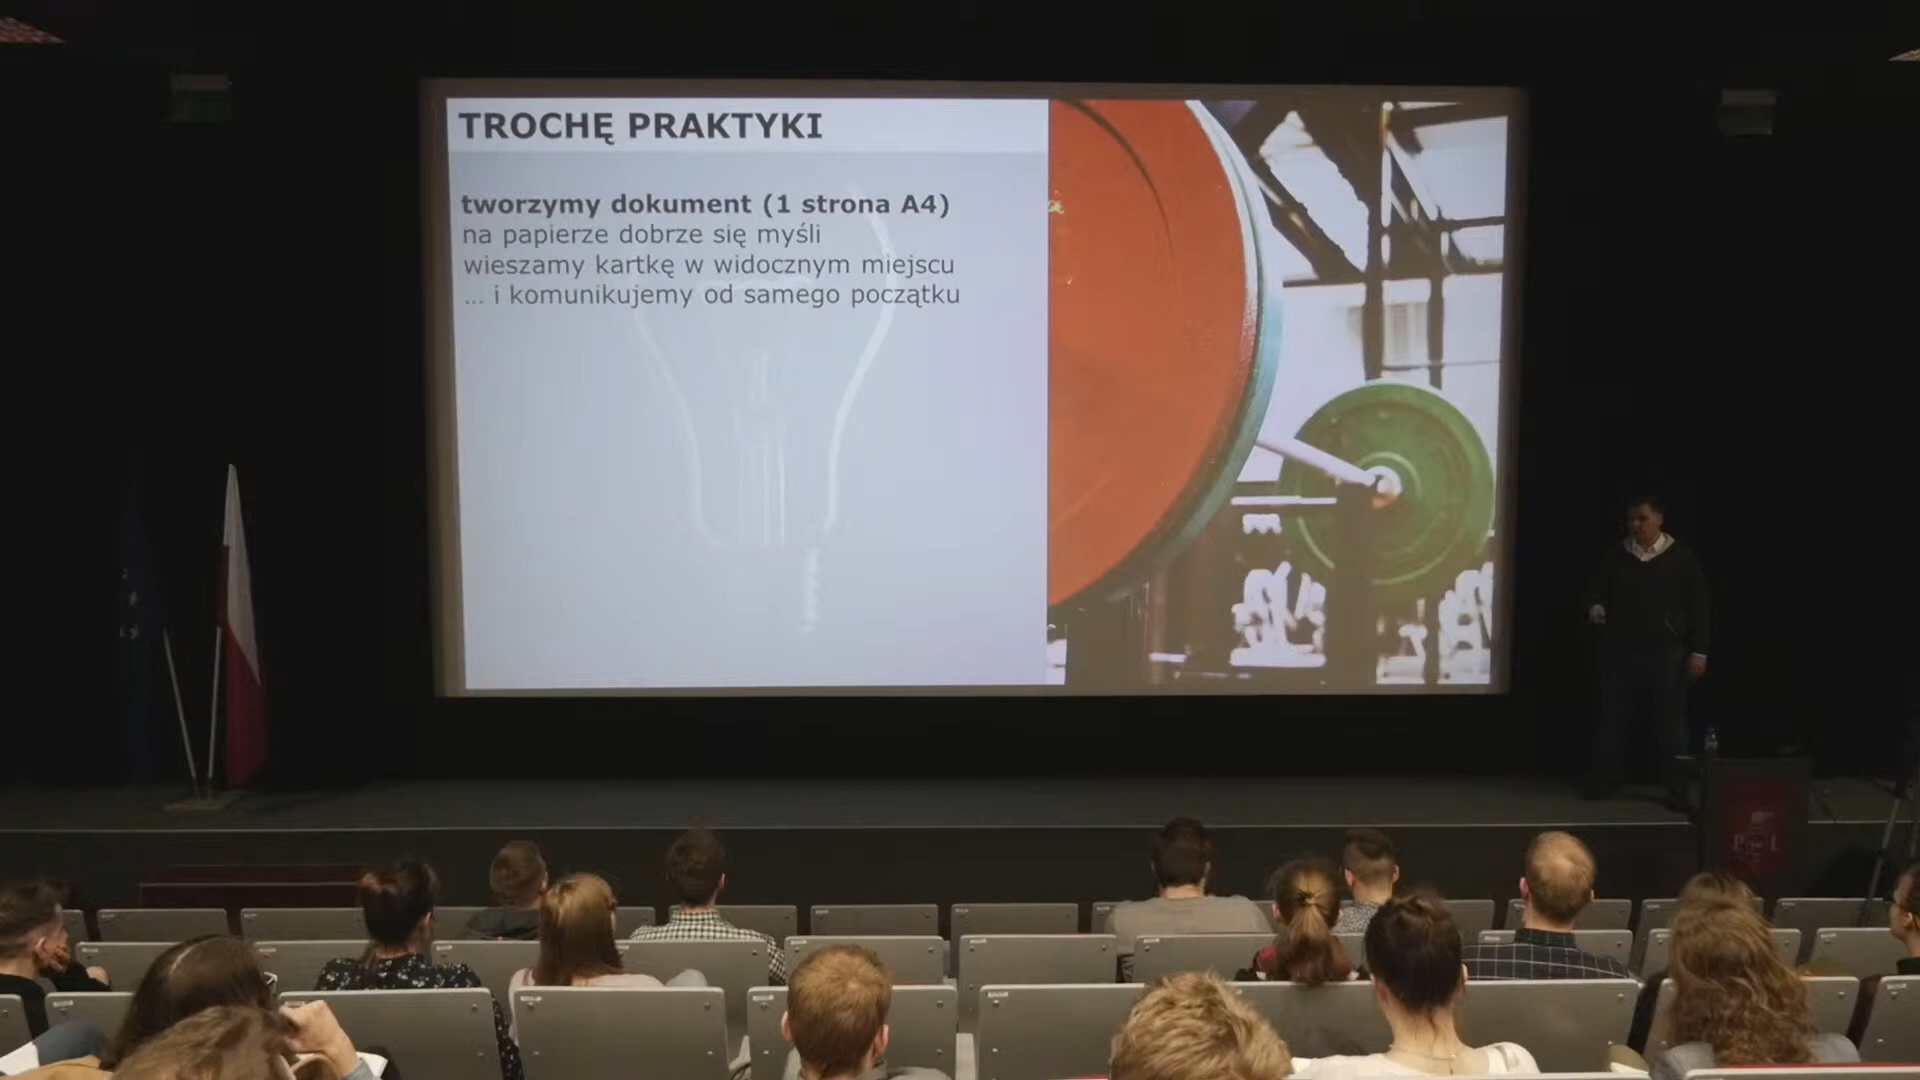 TROCHĘ PRAKTYKI
tworzymy dokument (1 strona A4)
na papierze dobrze się myśli
wieszamy kartkę w widocznym miejscu
... i komunikujemy od samego początku